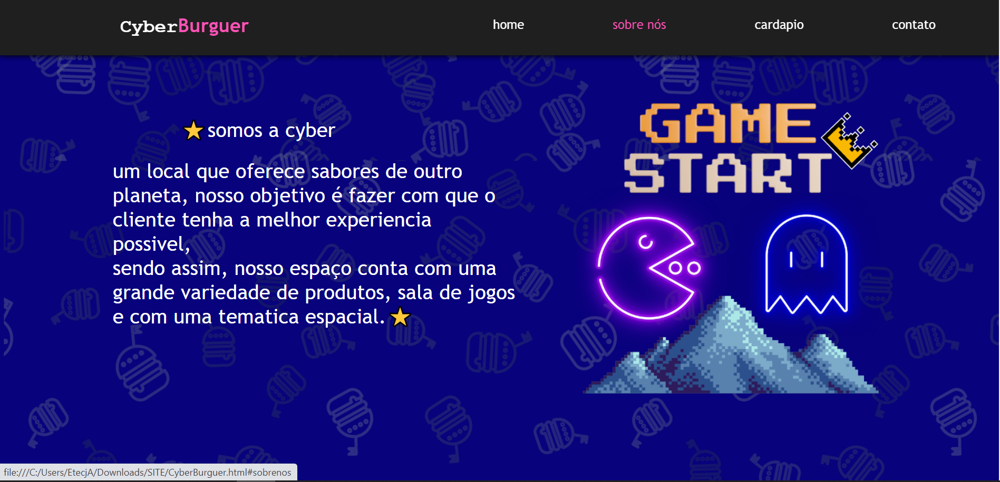 CyberBurguer
home
sobre nós
cardapio
contato
somos a cyber
um local que oferece sabores de outro
planeta, nosso objetivo é fazer com que o
cliente tenha a melhor experiencia
possivel,
sendo assim, nosso espaço conta com uma
grande variedade de produtos, sala de jogos
e com uma tematica espacial.
GAME
START
file:///C:/Users/EtecjA/Downloads/SITE/CyberBurguer.html#sobrenos